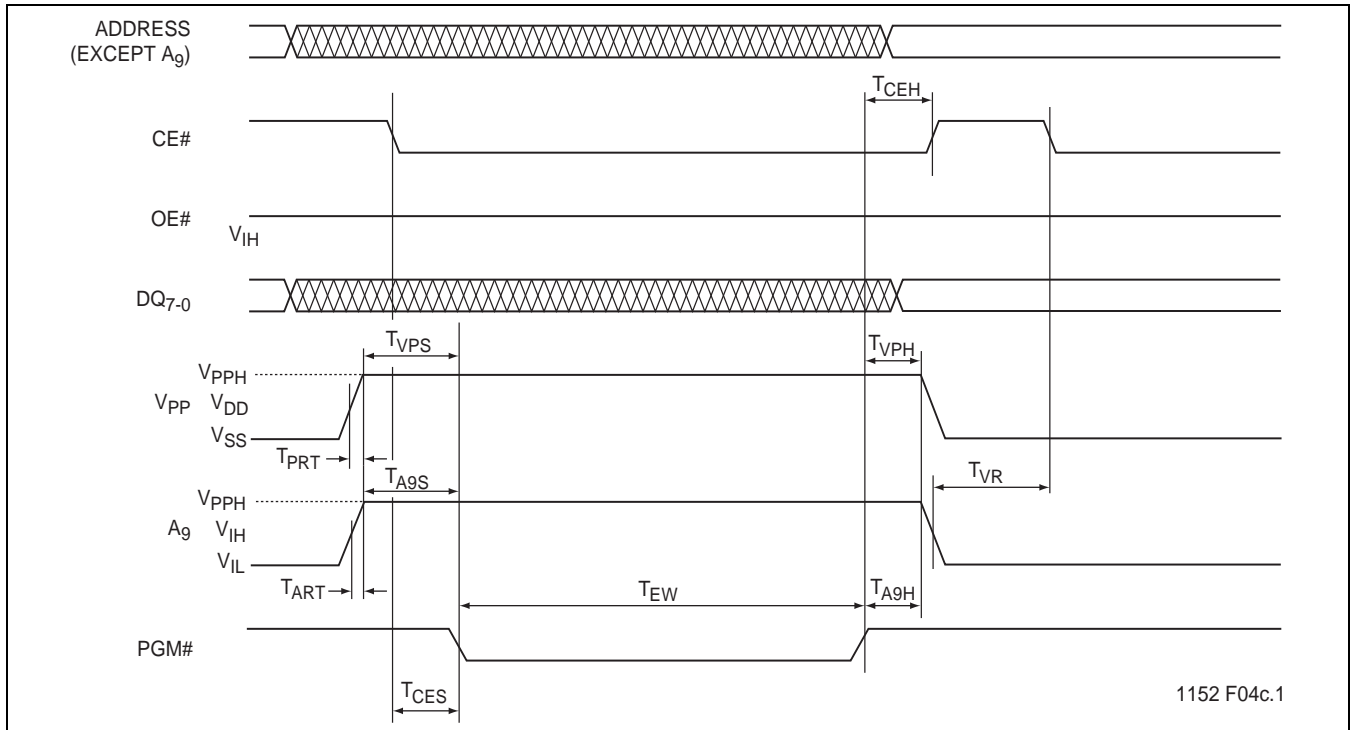 ADDRESS
(EXCEPT A9)
TCEH
CE#
OE#
VIH
DQ7-0
TVPS
TVPH
VPPH
VPP VDD
VSS
TPRT
TA9S
TVR
VPPH
A9 VIH
VIL
TART
TEW
TA9H
PGM#
TCES
1152 F04c.1